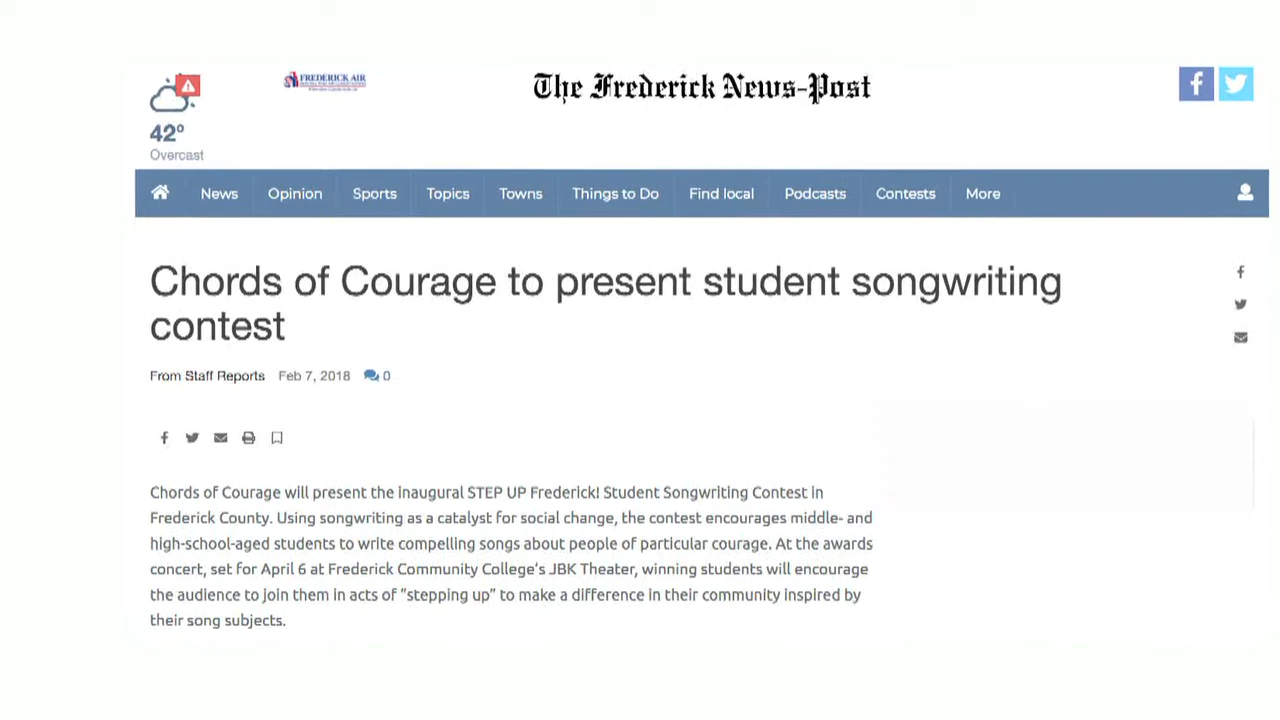 FREDERICK AIR
The Frederick News-Post
42°
Overcast
News Opinion Sports Topics Towns Things to Do Find local Podcasts Contests More
Chords of Courage to present student songwriting
contest
From Staff Reports Feb 7, 2018 0
Chords of Courage will present the inaugural STEP UP Frederick! Student Songwriting Contest in
Frederick County. Using songwriting as a catalyst for social change, the contest encourages middle- and
high-school-aged students to write compelling songs about people of particular courage. At the awards
concert, set for April 6 at Frederick Community College's JBK Theater, winning students will encourage
the audience to join them in acts of "stepping up" to make a difference in their community inspired by
their song subjects.